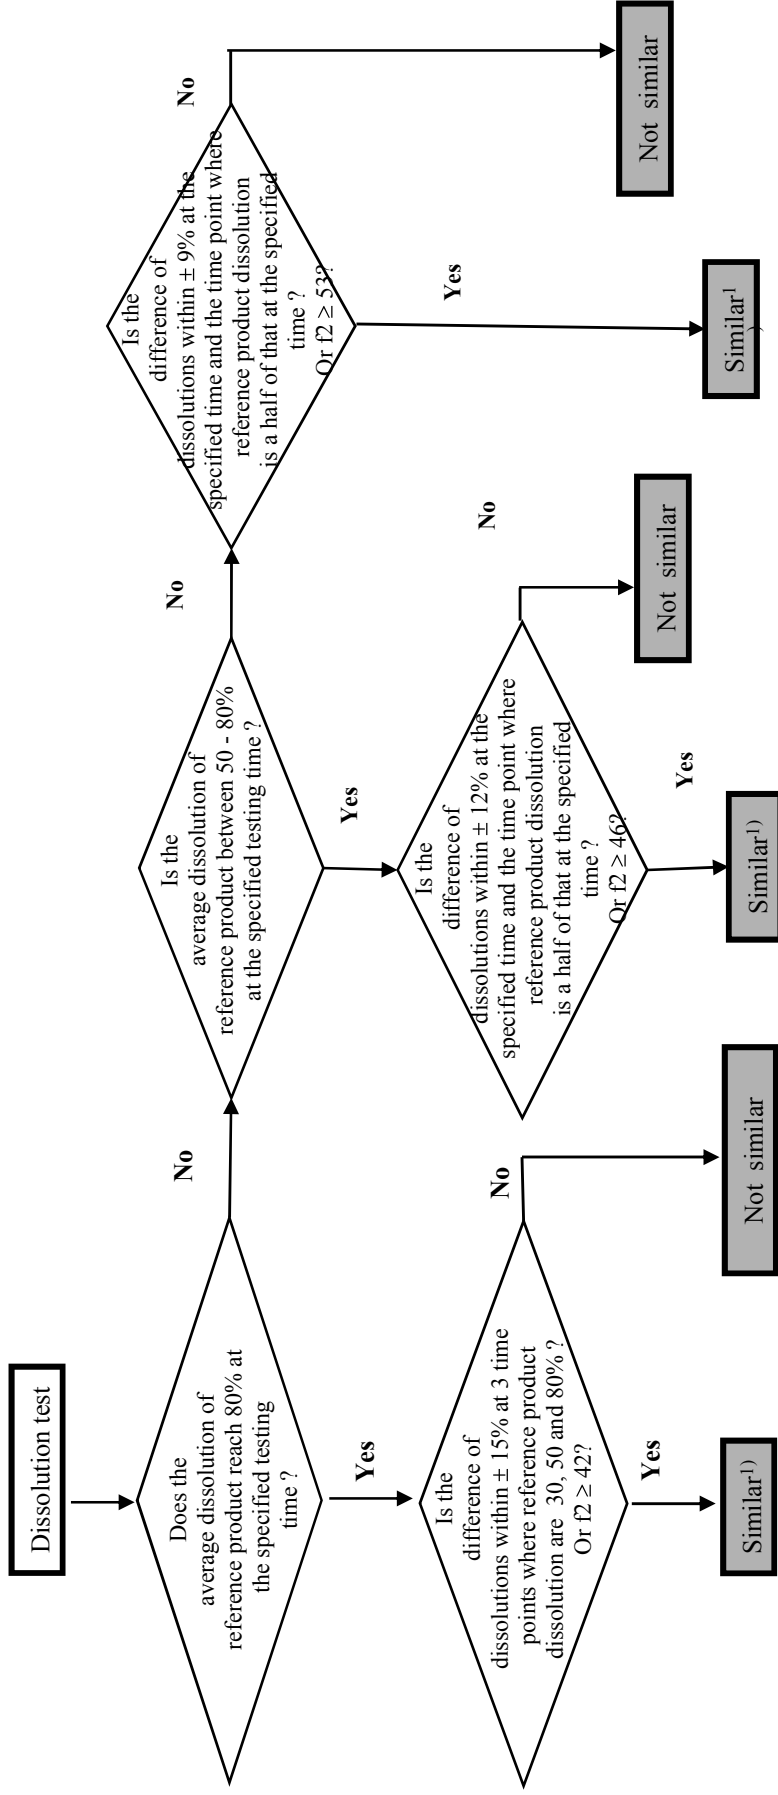 Dissolution test
Does the
average dissolution of
reference product reach 80% at
the specified testing
time ?
No
Is the
average dissolution of
reference product between 50 - 80%
at the specified testing time ?
No
Is the
difference of
dissolutions within ± 9% at the
specified time and the time point where
reference product dissolution
is a half of that at the specified
time ?
Or f2 ≥ 53?
No
Yes
Is the
difference of
dissolutions within ± 15% at 3 time
points where reference product
dissolution are 30, 50 and 80% ?
Or f2 ≥ 42?
No
Yes
Is the
difference of
dissolutions within ± 12% at the
specified time and the time point where
reference product dissolution
is a half of that at the specified
time ?
Or f2 ≥ 46?
No
Yes
Yes
Yes
Similar1)
Not similar
Similar1)
Not similar
Similar1
)
Not similar